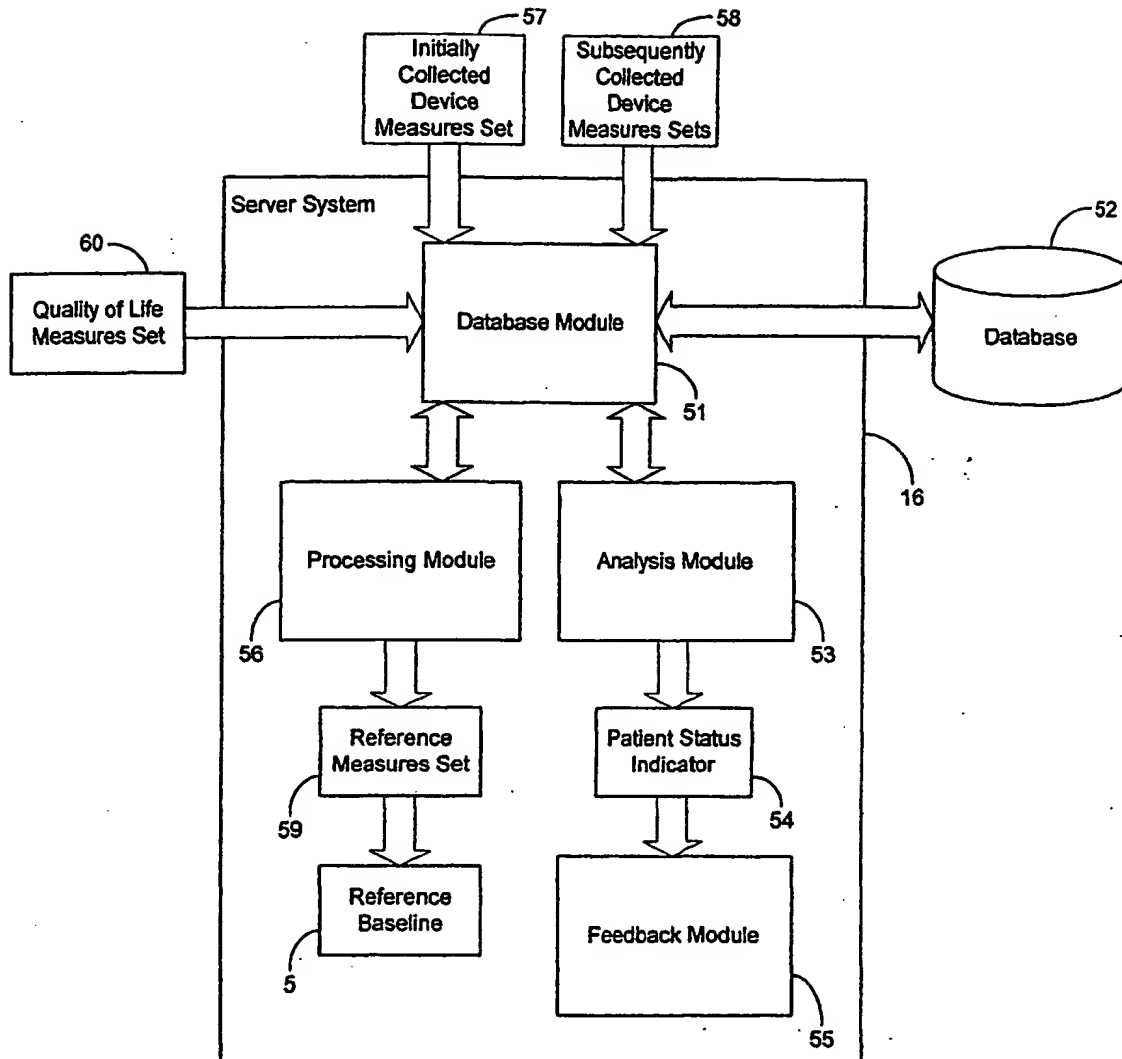 57
58
Initially
Collected
Device
Measures Set
Subsequently
Collected
Device
Measures Sets
Server System
52
60
Quality of Life
Measures Set
Database Module
Database
51
16
Processing Module
Analysis Module
56
53
Reference
Measures Set
Patient Status
Indicator
59
54
Reference
Baseline
Feedback Module
5
55